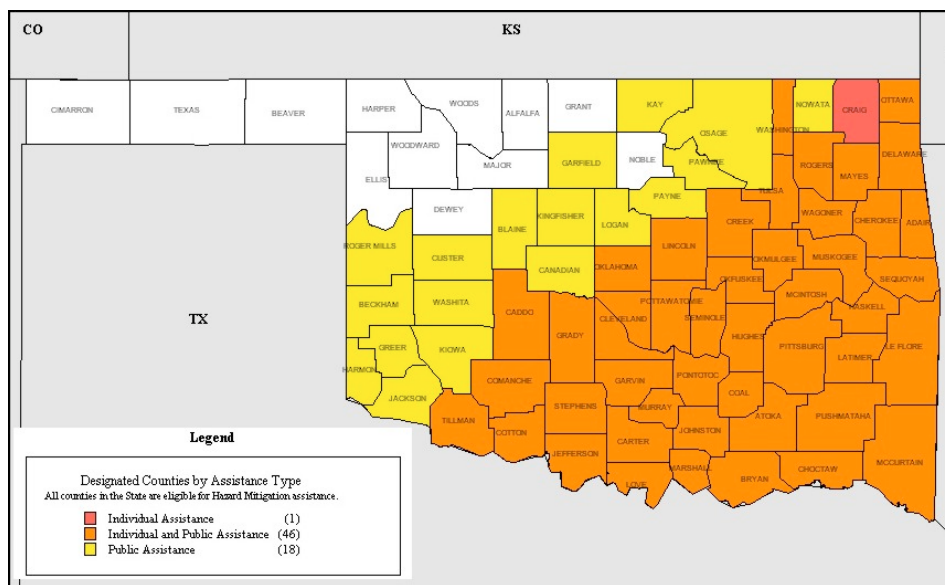 CO KS
CIMARRON TEXAS BEAVER HARPER WOODS ALFALFA GRANT KAY OSAGE WASHINGTON NOWATA CRAIG OTTAWA
WOODWARD MAJOR GARFIELD NOBLE PAWNEE ROGERS MAYES DELAWARE
ELLIS DEWEY BLAINE KINGFISHER LOGAN PAYNE CREEK TULSA WAGONER CHEROKEE ADAIR
ROGER MILLS CUSTER CANADIAN OKLAHOMA LINCOLN OKFUSKEE OKMULGEE MUSKOGEE SEQUOYAH
TX BECKHAM WASHITA CADDO GRADY CLEVELAND POTTAWATOMIE SEMINOLE HUGHES MCINTOSH HASKELL
HARMON GREER KIOWA COMANCHE GARVIN PONTOTOC COAL PITTSBURG LATIMER LE FLORE
JACKSON TILLMAN COTTON STEPHENS MURRAY JOHNSTON ATOKA PUSHMATAHA
JEFFERSON CARTER LOVE MARSHALL BRYAN CHOCTAW MCCURTAIN
Legend
Designated Counties by Assistance Type
All counties in the State are eligible for Hazard Mitigation assistance.
Individual Assistance (1)
Individual and Public Assistance (46)
Public Assistance (18)